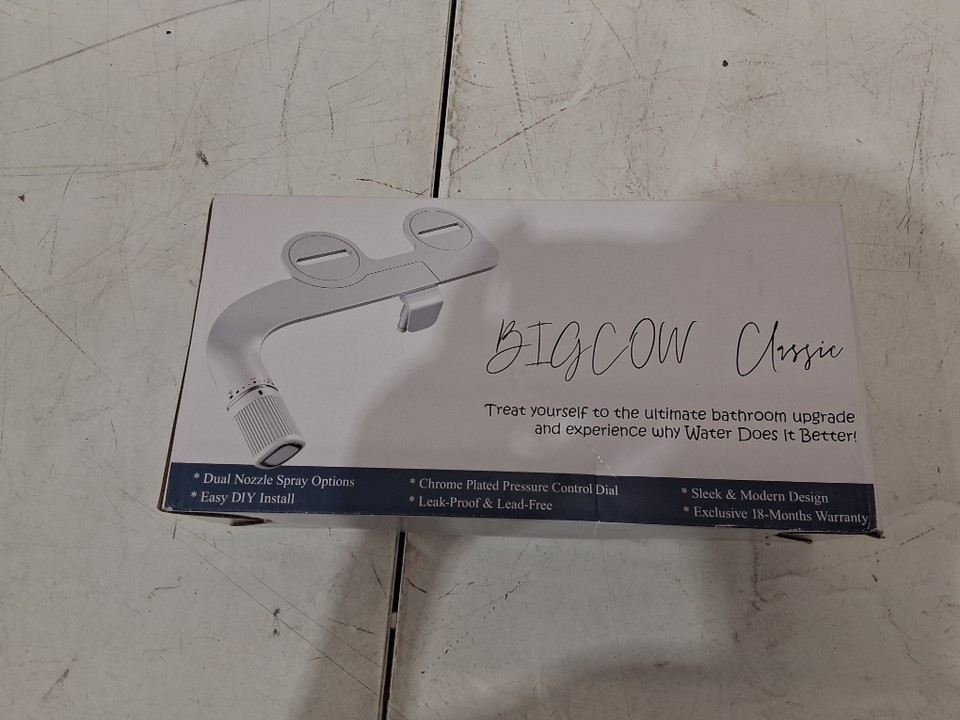 BIGCOW Classic
Treat yourself to the ultimate bathroom upgrade
and experience why Water Does It Better!
* Dual Nozzle Spray Options
* Easy DIY Install
* Chrome Plated Pressure Control Dial
* Leak-Proof & Lead-Free
* Sleek & Modern Design
* Exclusive 18-Months Warranty